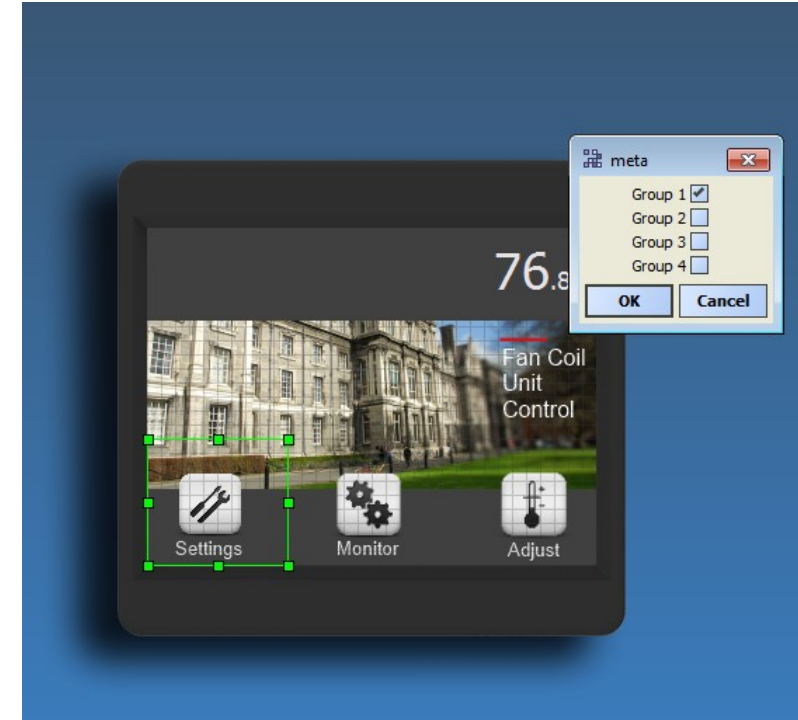 meta
Group 1
Group 2
Group 3
Group 4
OK Cancel
76.8
Fan Coil
Unit
Control
Settings Monitor Adjust